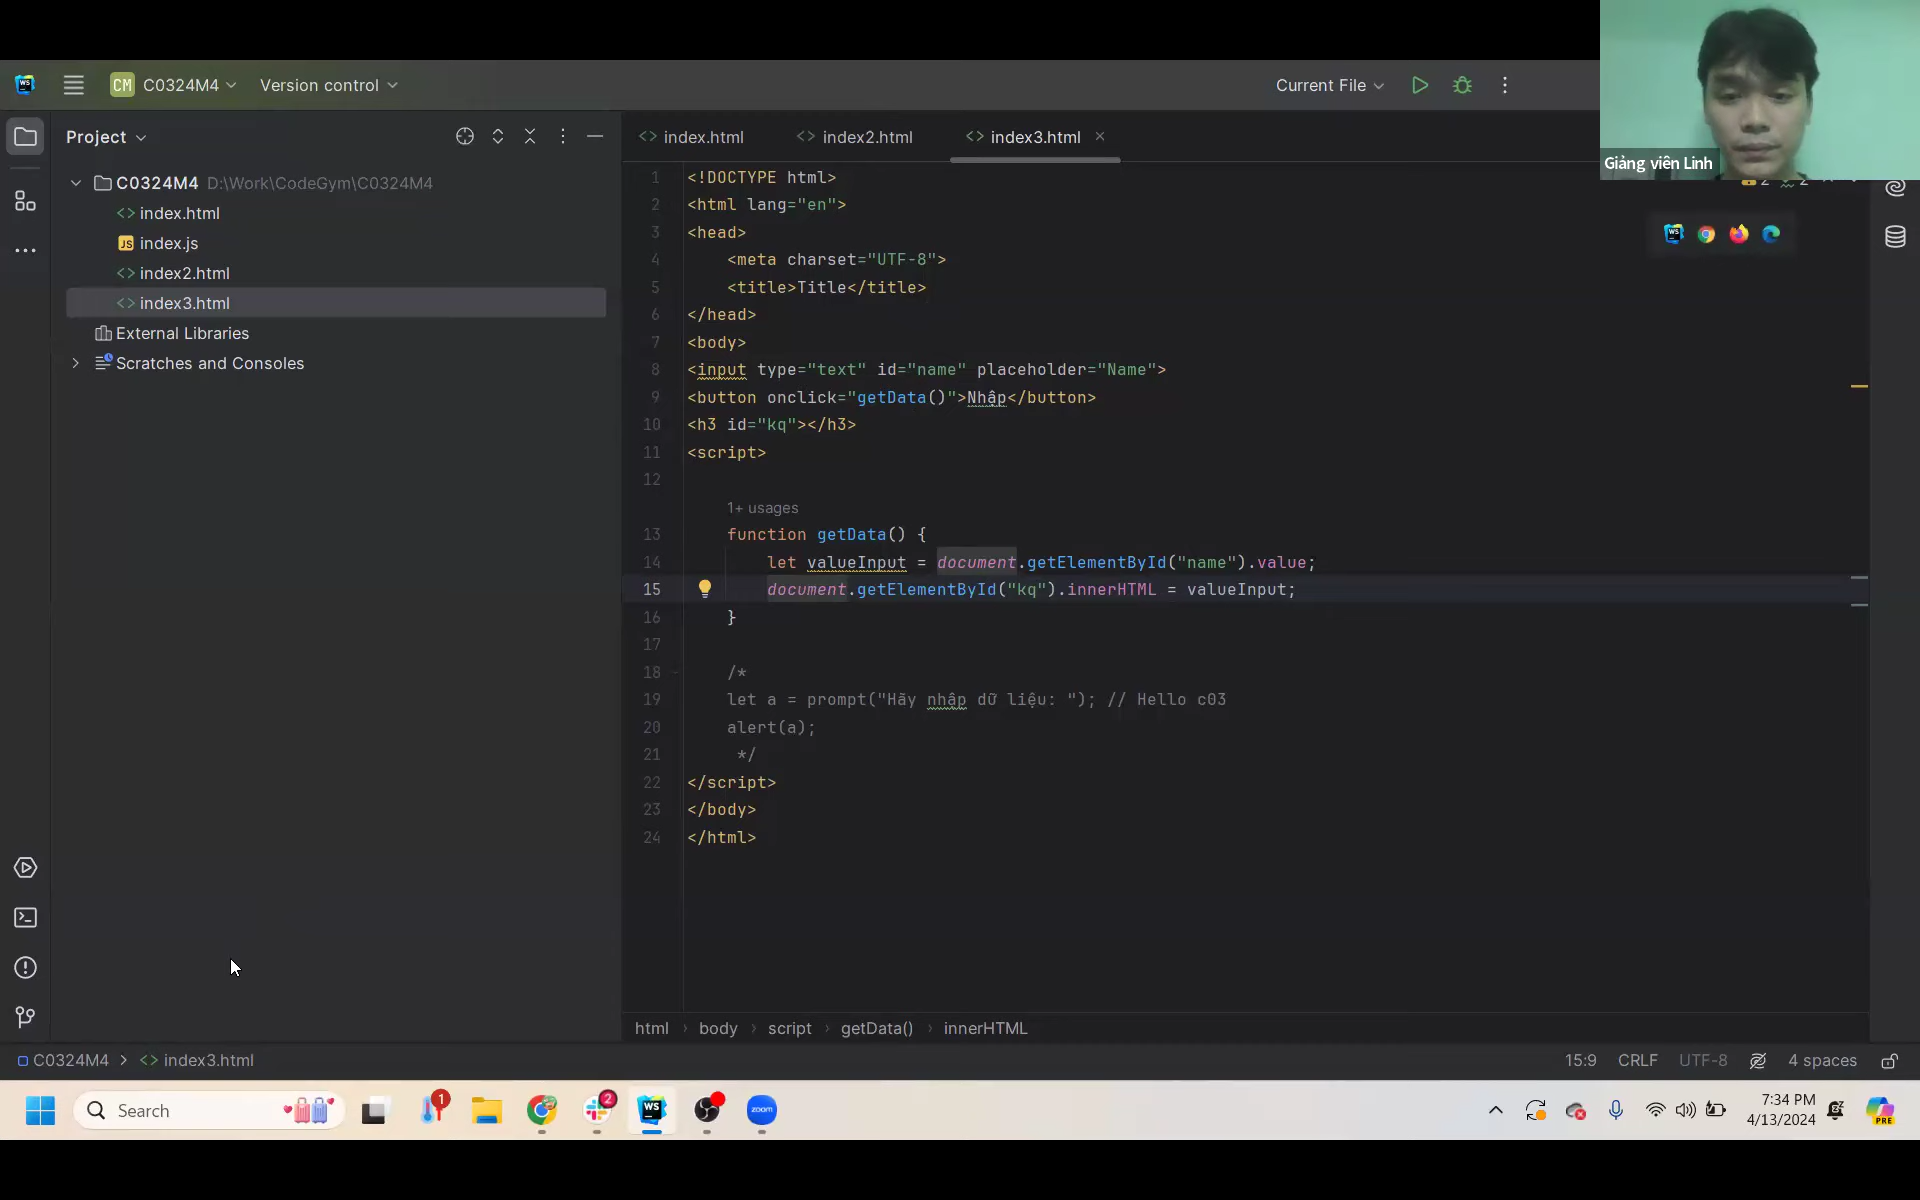 CM C0324M4 Version control Current File
Giảng viên Linh
Project
C0324M4 D:\Work\CodeGym\C0324M4
index.html
JS index.js
index2.html
index3.html
External Libraries
Scratches and Consoles
index.html index2.html index3.html
1 <!DOCTYPE html>
2 <html lang="en">
3 <head>
4 <meta charset="UTF-8">
5 <title>Title</title>
6 </head>
7 <body>
8 <input type="text" id="name" placeholder="Name">
9 <button onclick="getData()">Nhập</button>
10 <h3 id="kq"></h3>
11 <script>
12
1+ usages
13 function getData() {
14 let valueInput = document.getElementById("name").value;
15 document.getElementById("kq").innerHTML = valueInput;
16 }
17
18 /*
19 let a = prompt("Hãy nhập dữ liệu: "); // Hello c03
20 alert(a);
21 */
22 </script>
23 </body>
24 </html>
html › body › script › getData() › innerHTML
C0324M4 > index3.html
15:9 CRLF UTF-8 4 spaces
Search
1
2
WS
zoom
7:34 PM
4/13/2024
PRE